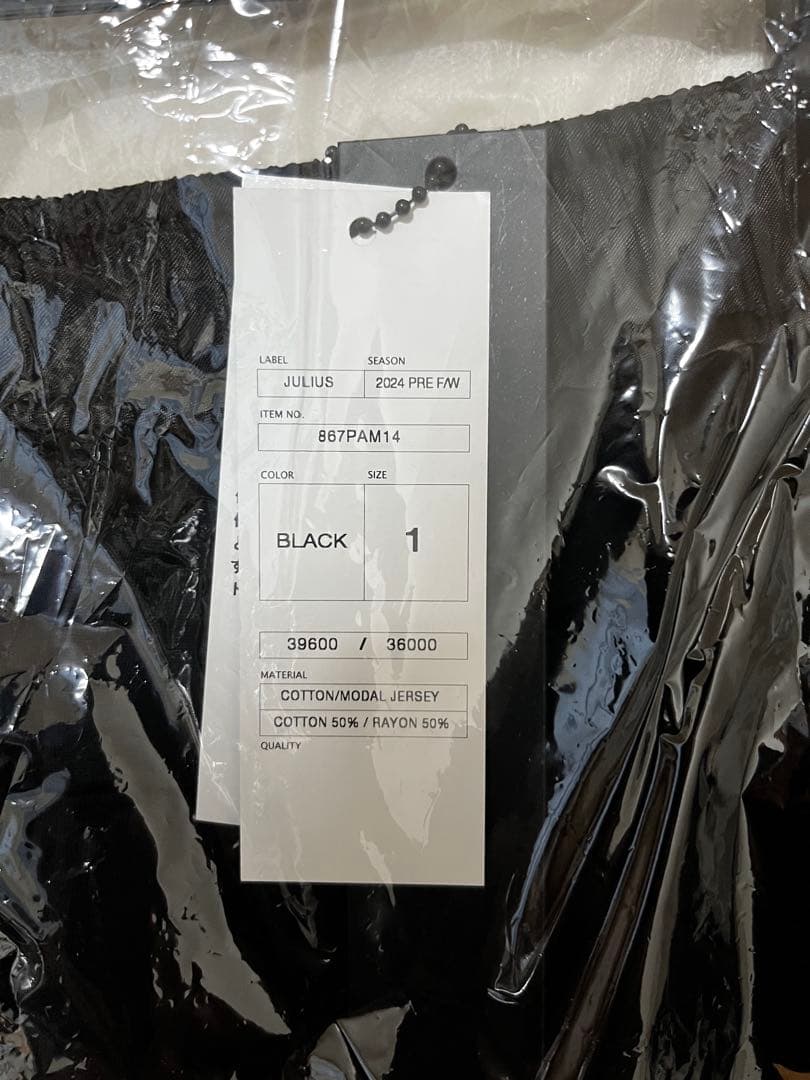 LABEL SEASON
JULIUS 2024 PRE F/W
ITEM NO.
867PAM14
COLOR SIZE
BLACK 1
39600 / 36000
MATERIAL
COTTON/MODAL JERSEY
COTTON 50% / RAYON 50%
QUALITY